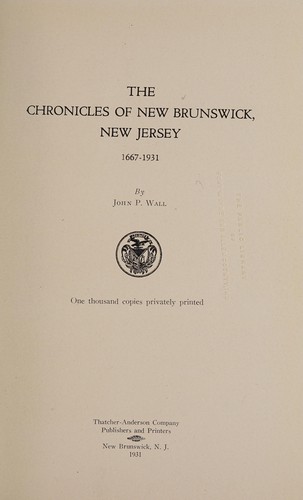 THE
CHRONICLES OF NEW BRUNSWICK,
NEW JERSEY
1667-1931
By
JOHN P. WALL
One thousand copies privately printed
Thatcher-Anderson Company
Publishers and Printers
New Brunswick, N. J.
1931